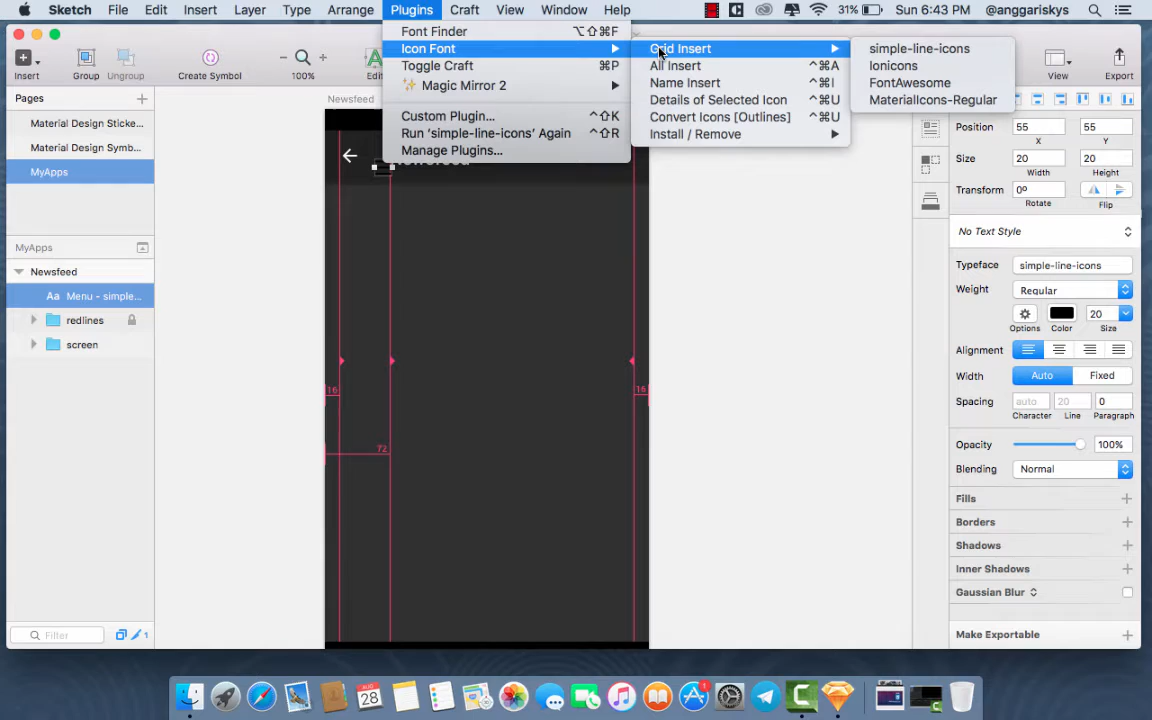 Sketch File Edit Insert Layer Type Arrange Plugins Craft View Window Help 31% Sun 6:43 PM @anggariskys
Font Finder ⌥⇧⌘F
Icon Font
Toggle Craft ⌘P
✨ Magic Mirror 2
Custom Plugin... ^⇧K
Run 'simple-line-icons' Again ^⇧R
Manage Plugins...
Grid Insert
All Insert ^⌘A
Name Insert ^⌘I
Details of Selected Icon ^⌘U
Convert Icons [Outlines] ^⌘U
Install / Remove
simple-line-icons
Ionicons
FontAwesome
MaterialIcons-Regular
Insert
Group
Ungroup
Create Symbol
100%
View
Export
Pages
Material Design Sticke...
Material Design Symb...
MyApps
MyApps
Newsfeed
Aa Menu - simple...
redlines
screen
Filter
1
Newsfeed
16
16
72
Position 55 55
X Y
Size 20 20
Width Height
Transform 0º
Rotate Flip
No Text Style
Typeface simple-line-icons
Weight Regular
20
Options Color Size
Alignment
Width Auto Fixed
Spacing auto 20 0
Character Line Paragraph
Opacity 100%
Blending Normal
Fills
Borders
Shadows
Inner Shadows
Gaussian Blur
Make Exportable
AUG
28
1